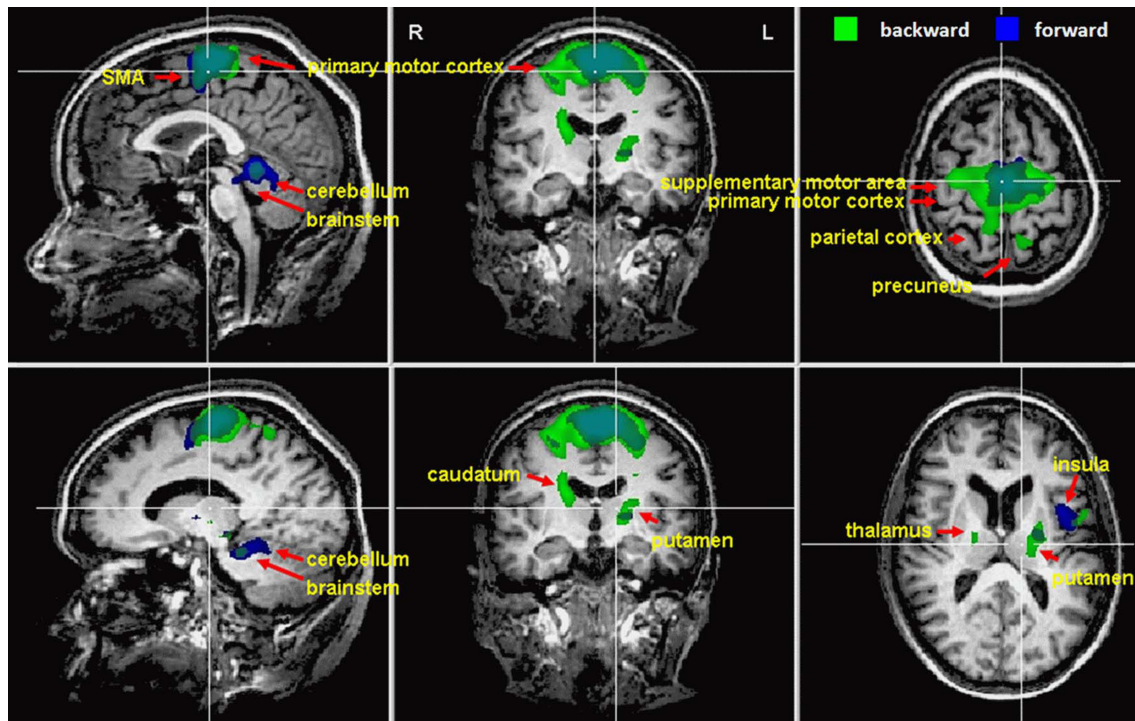 R
L
backward
forward
SMA
primary motor cortex
cerebellum
brainstem
supplementary motor area
primary motor cortex
parietal cortex
precuneus
cerebellum
brainstem
caudatum
putamen
insula
thalamus
putamen